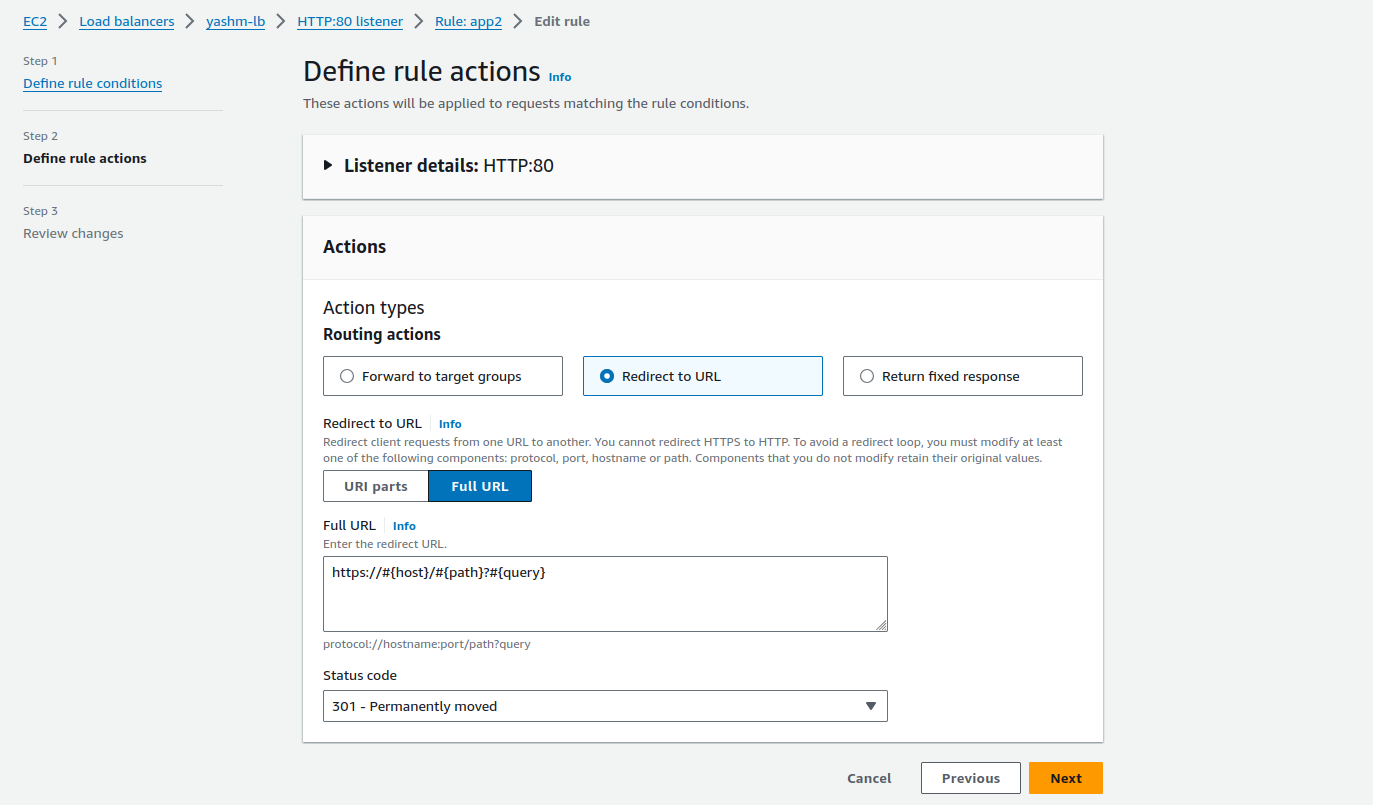 EC2 > Load balancers > yashm-lb > HTTP:80 listener > Rule: app2 > Edit rule
Step 1
Define rule conditions
Step 2
Define rule actions
Step 3
Review changes
Define rule actions Info
These actions will be applied to requests matching the rule conditions.
Listener details: HTTP:80
Actions
Action types
Routing actions
Forward to target groups
Redirect to URL
Return fixed response
Redirect to URL Info
Redirect client requests from one URL to another. You cannot redirect HTTPS to HTTP. To avoid a redirect loop, you must modify at least
one of the following components: protocol, port, hostname or path. Components that you do not modify retain their original values.
URI parts
Full URL
Full URL Info
Enter the redirect URL.
https://#{host}/#{path}?#{query}
protocol://hostname:port/path?query
Status code
301 - Permanently moved
Cancel
Previous
Next